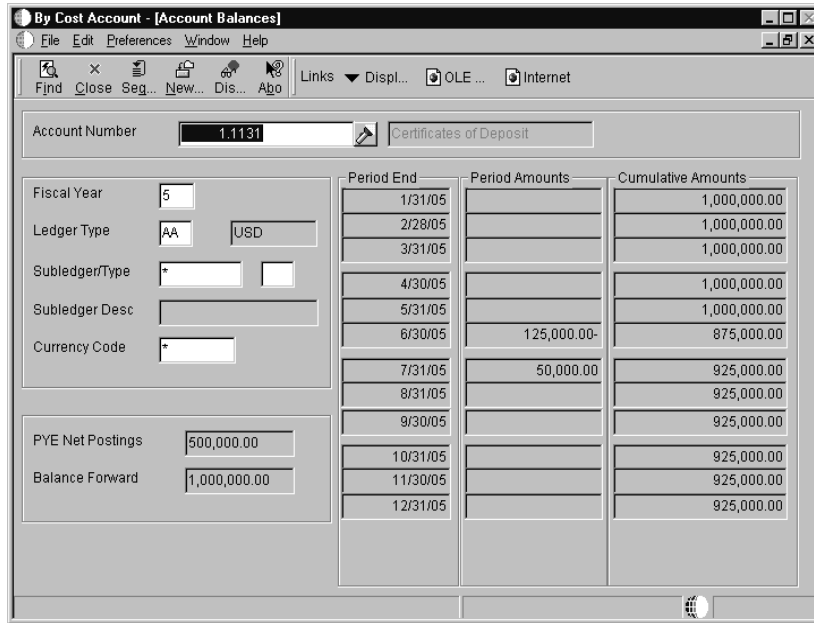 By Cost Account - [Account Balances]
File Edit Preferences Window Help
Find Close Seq... New... Dis... Abo Links Displ... OLE ... Internet
Account Number 1.1131 Certificates of Deposit
Fiscal Year 5
Ledger Type AA USD
Subledger/Type *
Subledger Desc
Currency Code *
PYE Net Postings 500,000.00
Balance Forward 1,000,000.00
Period End Period Amounts Cumulative Amounts
1/31/05 1,000,000.00
2/28/05 1,000,000.00
3/31/05 1,000,000.00
4/30/05 1,000,000.00
5/31/05 1,000,000.00
6/30/05 125,000.00- 875,000.00
7/31/05 50,000.00 925,000.00
8/31/05 925,000.00
9/30/05 925,000.00
10/31/05 925,000.00
11/30/05 925,000.00
12/31/05 925,000.00